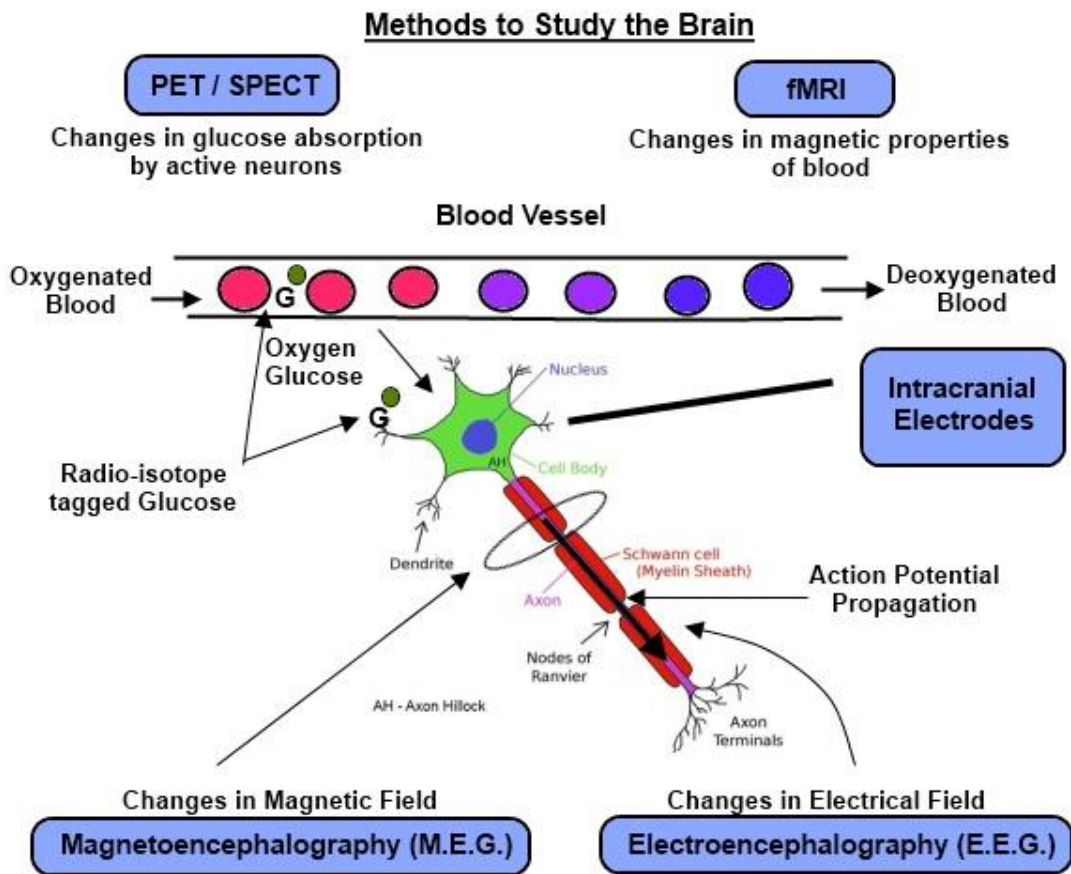 Methods to Study the Brain
PET / SPECT
Changes in glucose absorption
by active neurons
fMRI
Changes in magnetic properties
of blood
Blood Vessel
Oxygenated
Blood
G
Deoxygenated
Blood
Oxygen
Glucose
G
Radio-isotope
tagged Glucose
Nucleus
AH
Cell Body
Intracranial
Electrodes
Dendrite
Schwann cell
(Myelin Sheath)
Axon
Action Potential
Propagation
Nodes of
Ranvier
AH - Axon Hillock
Axon
Terminals
Changes in Magnetic Field
Magnetoencephalography (M.E.G.)
Changes in Electrical Field
Electroencephalography (E.E.G.)